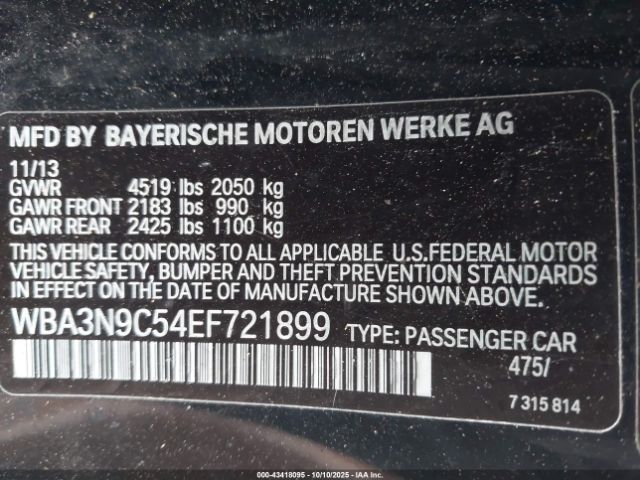 MFD BY BAYERISCHE MOTOREN WERKE AG
11/13
GVWR 4519 lbs 2050 kg
GAWR FRONT 2183 lbs 990 kg
GAWR REAR 2425 lbs 1100 kg
THIS VEHICLE CONFORMS TO ALL APPLICABLE U.S.FEDERAL MOTOR
VEHICLE SAFETY, BUMPER AND THEFT PREVENTION STANDARDS
IN EFFECT ON THE DATE OF MANUFACTURE SHOWN ABOVE.
WBA3N9C54EF721899 TYPE: PASSENGER CAR
475/
7 315 814
000-43418095 - 10/10/2025 - IAA Inc.